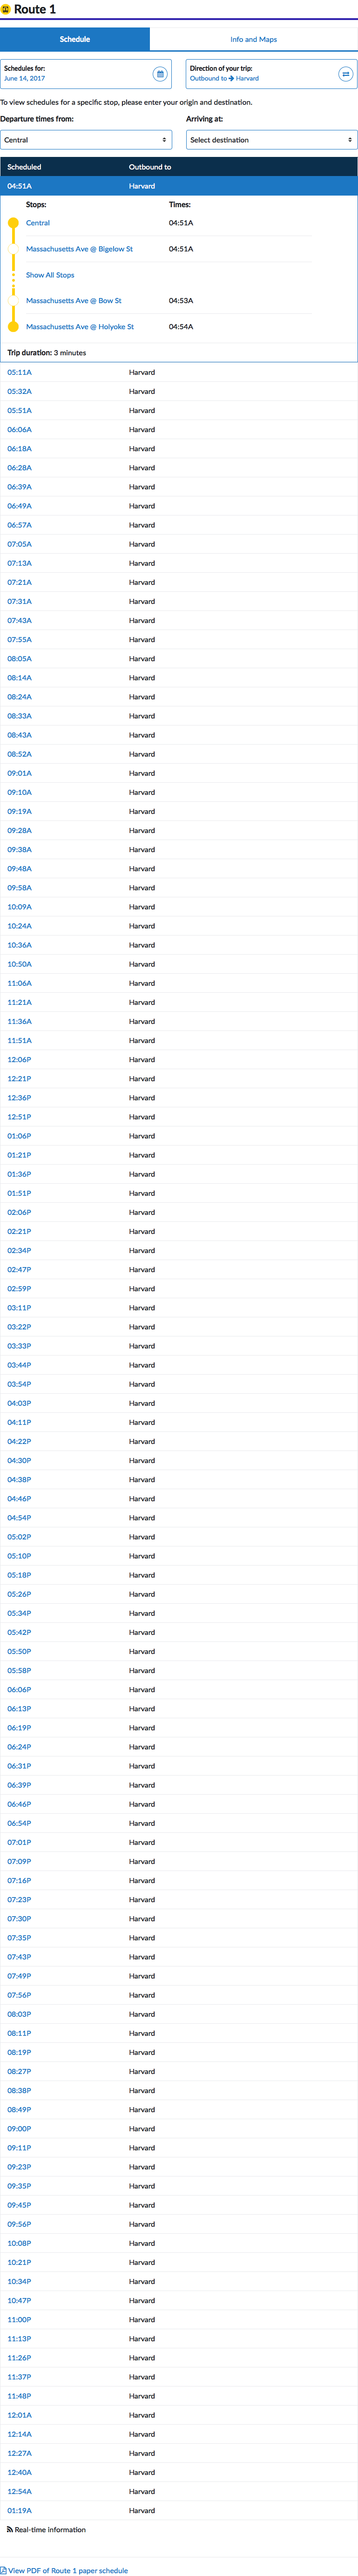 Route 1
Schedule
Info and Maps
Schedules for:
June 14, 2017
Direction of your trip:
Outbound to Harvard
To view schedules for a specific stop, please enter your origin and destination.
Departure times from:
Arriving at:
Central
Select destination
Scheduled Outbound to
04:51A Harvard
Stops: Times:
Central 04:51A
Massachusetts Ave @ Bigelow St 04:51A
Show All Stops
Massachusetts Ave @ Bow St 04:53A
Massachusetts Ave @ Holyoke St 04:54A
Trip duration: 3 minutes
05:11A Harvard
05:32A Harvard
05:51A Harvard
06:06A Harvard
06:18A Harvard
06:28A Harvard
06:39A Harvard
06:49A Harvard
06:57A Harvard
07:05A Harvard
07:13A Harvard
07:21A Harvard
07:31A Harvard
07:43A Harvard
07:55A Harvard
08:05A Harvard
08:14A Harvard
08:24A Harvard
08:33A Harvard
08:43A Harvard
08:52A Harvard
09:01A Harvard
09:10A Harvard
09:19A Harvard
09:28A Harvard
09:38A Harvard
09:48A Harvard
09:58A Harvard
10:09A Harvard
10:24A Harvard
10:36A Harvard
10:50A Harvard
11:06A Harvard
11:21A Harvard
11:36A Harvard
11:51A Harvard
12:06P Harvard
12:21P Harvard
12:36P Harvard
12:51P Harvard
01:06P Harvard
01:21P Harvard
01:36P Harvard
01:51P Harvard
02:06P Harvard
02:21P Harvard
02:34P Harvard
02:47P Harvard
02:59P Harvard
03:11P Harvard
03:22P Harvard
03:33P Harvard
03:44P Harvard
03:54P Harvard
04:03P Harvard
04:11P Harvard
04:22P Harvard
04:30P Harvard
04:38P Harvard
04:46P Harvard
04:54P Harvard
05:02P Harvard
05:10P Harvard
05:18P Harvard
05:26P Harvard
05:34P Harvard
05:42P Harvard
05:50P Harvard
05:58P Harvard
06:06P Harvard
06:13P Harvard
06:19P Harvard
06:24P Harvard
06:31P Harvard
06:39P Harvard
06:46P Harvard
06:54P Harvard
07:01P Harvard
07:09P Harvard
07:16P Harvard
07:23P Harvard
07:30P Harvard
07:35P Harvard
07:43P Harvard
07:49P Harvard
07:56P Harvard
08:03P Harvard
08:11P Harvard
08:19P Harvard
08:27P Harvard
08:38P Harvard
08:49P Harvard
09:00P Harvard
09:11P Harvard
09:23P Harvard
09:35P Harvard
09:45P Harvard
09:56P Harvard
10:08P Harvard
10:21P Harvard
10:34P Harvard
10:47P Harvard
11:00P Harvard
11:13P Harvard
11:26P Harvard
11:37P Harvard
11:48P Harvard
12:01A Harvard
12:14A Harvard
12:27A Harvard
12:40A Harvard
12:54A Harvard
01:19A Harvard
Real-time information
View PDF of Route 1 paper schedule